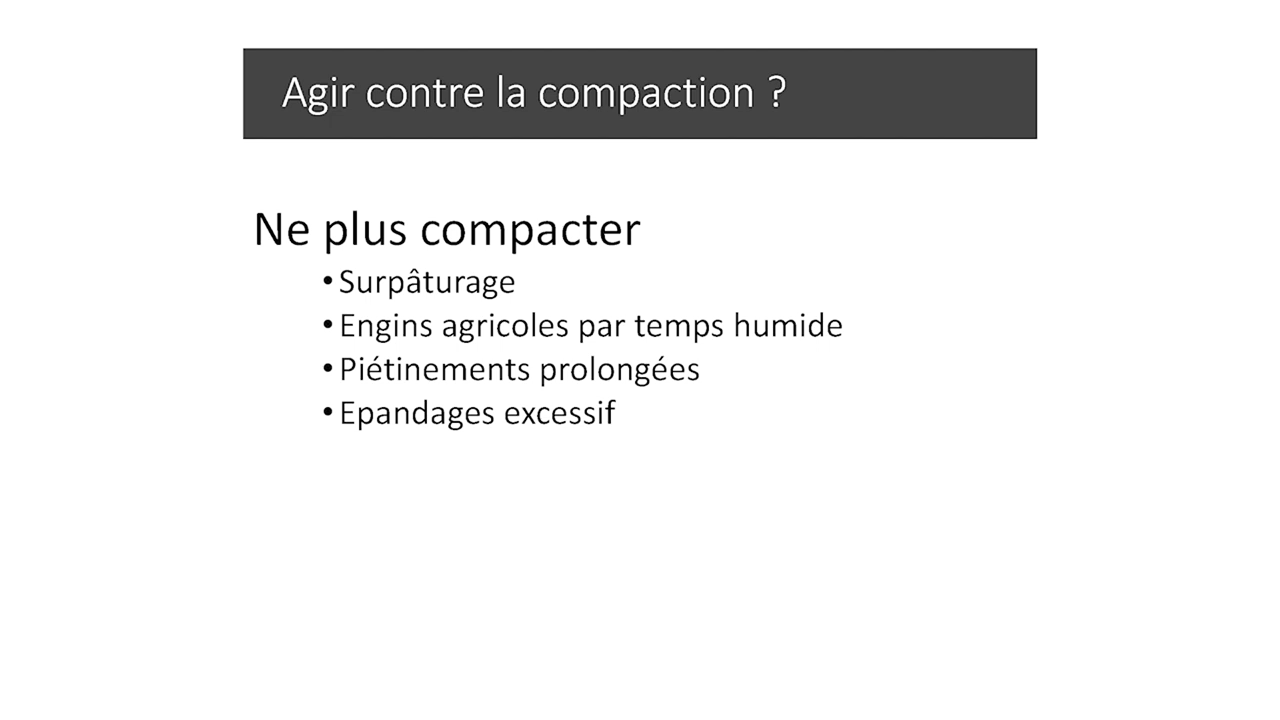 Agir contre la compaction ?
Ne plus compacter
• Surpâturage
• Engins agricoles par temps humide
• Piétinements prolongées
• Epandages excessif